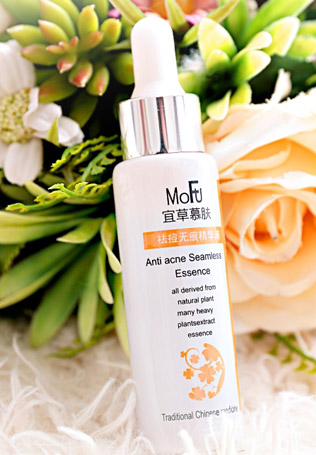 MoFu
宜草慕肤
祛痘无痕精华液
Anti acne Seamless
Essence
all derived from
natural plant
many heavy
plantsextract
essence
Traditional Chinese